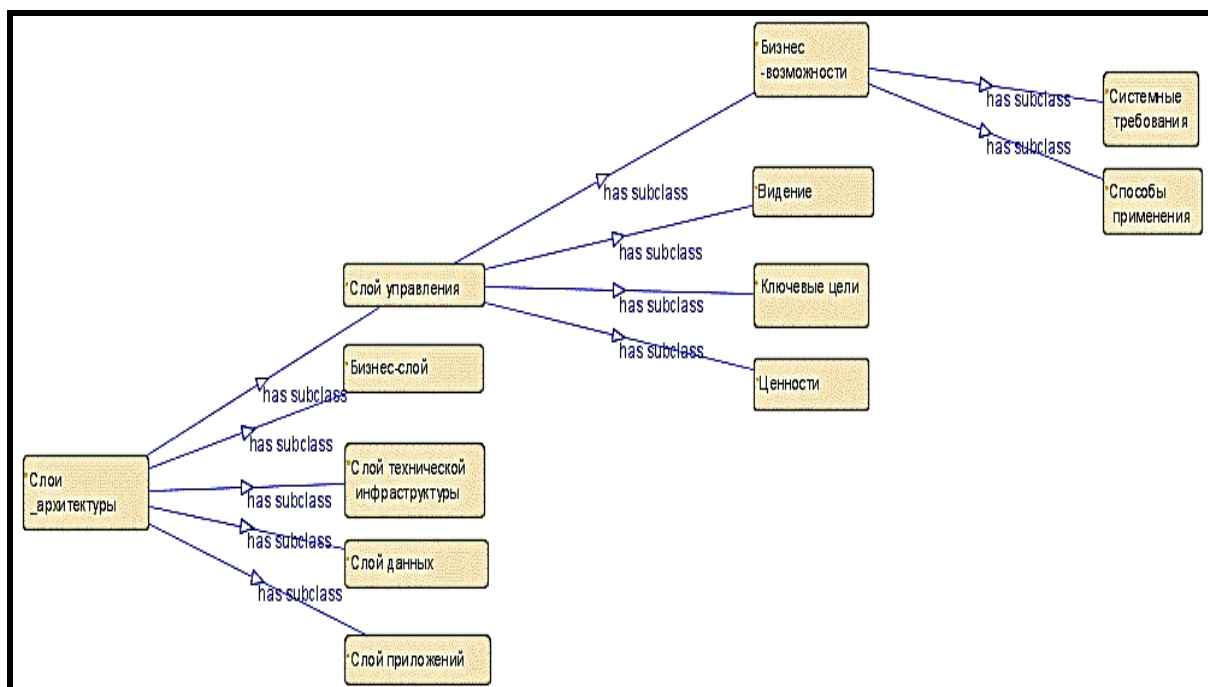 Бизнес
-возможности
has subclass
Системные
требования
has subclass
Способы
применения
has subclass
Видение
has subclass
Слой управления
has subclass
Ключевые цели
has subclass
Ценности
has subclass
Бизнес-слой
has subclass
Слои
_архитектуры
has subclass
Слой технической
инфраструктуры
has subclass
Слой данных
has subclass
Слой приложений